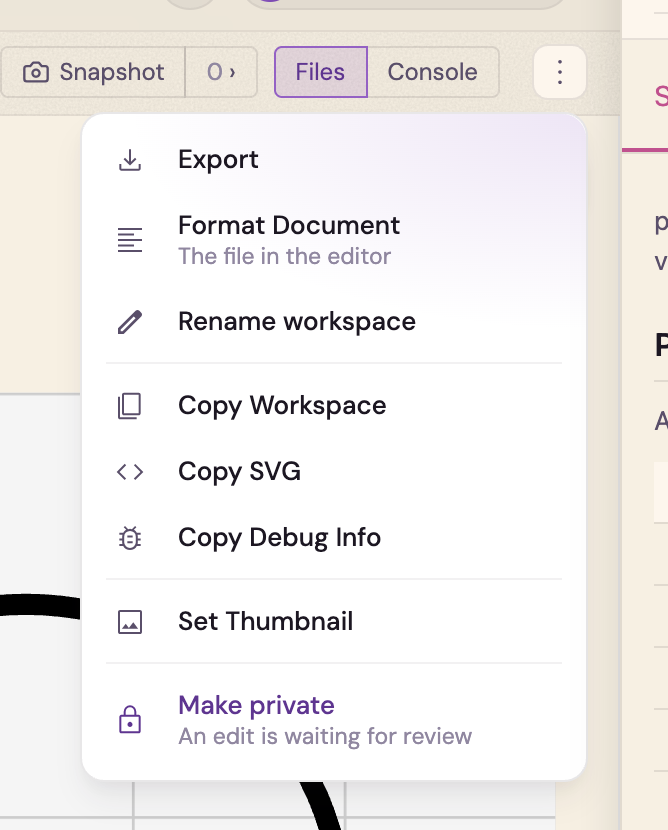 Snapshot
0 ›
Files
Console
Export
Format Document
The file in the editor
Rename workspace
Copy Workspace
Copy SVG
Copy Debug Info
Set Thumbnail
Make private
An edit is waiting for review